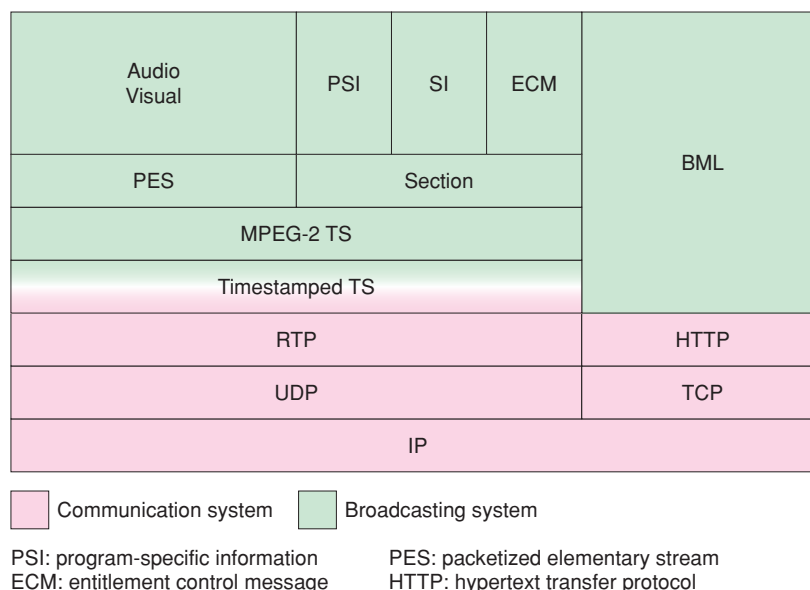 Audio
Visual
PSI
SI
ECM
BML
PES
Section
MPEG-2 TS
Timestamped TS
RTP
HTTP
UDP
TCP
IP
Communication system
Broadcasting system
PSI: program-specific information
PES: packetized elementary stream
ECM: entitlement control message
HTTP: hypertext transfer protocol